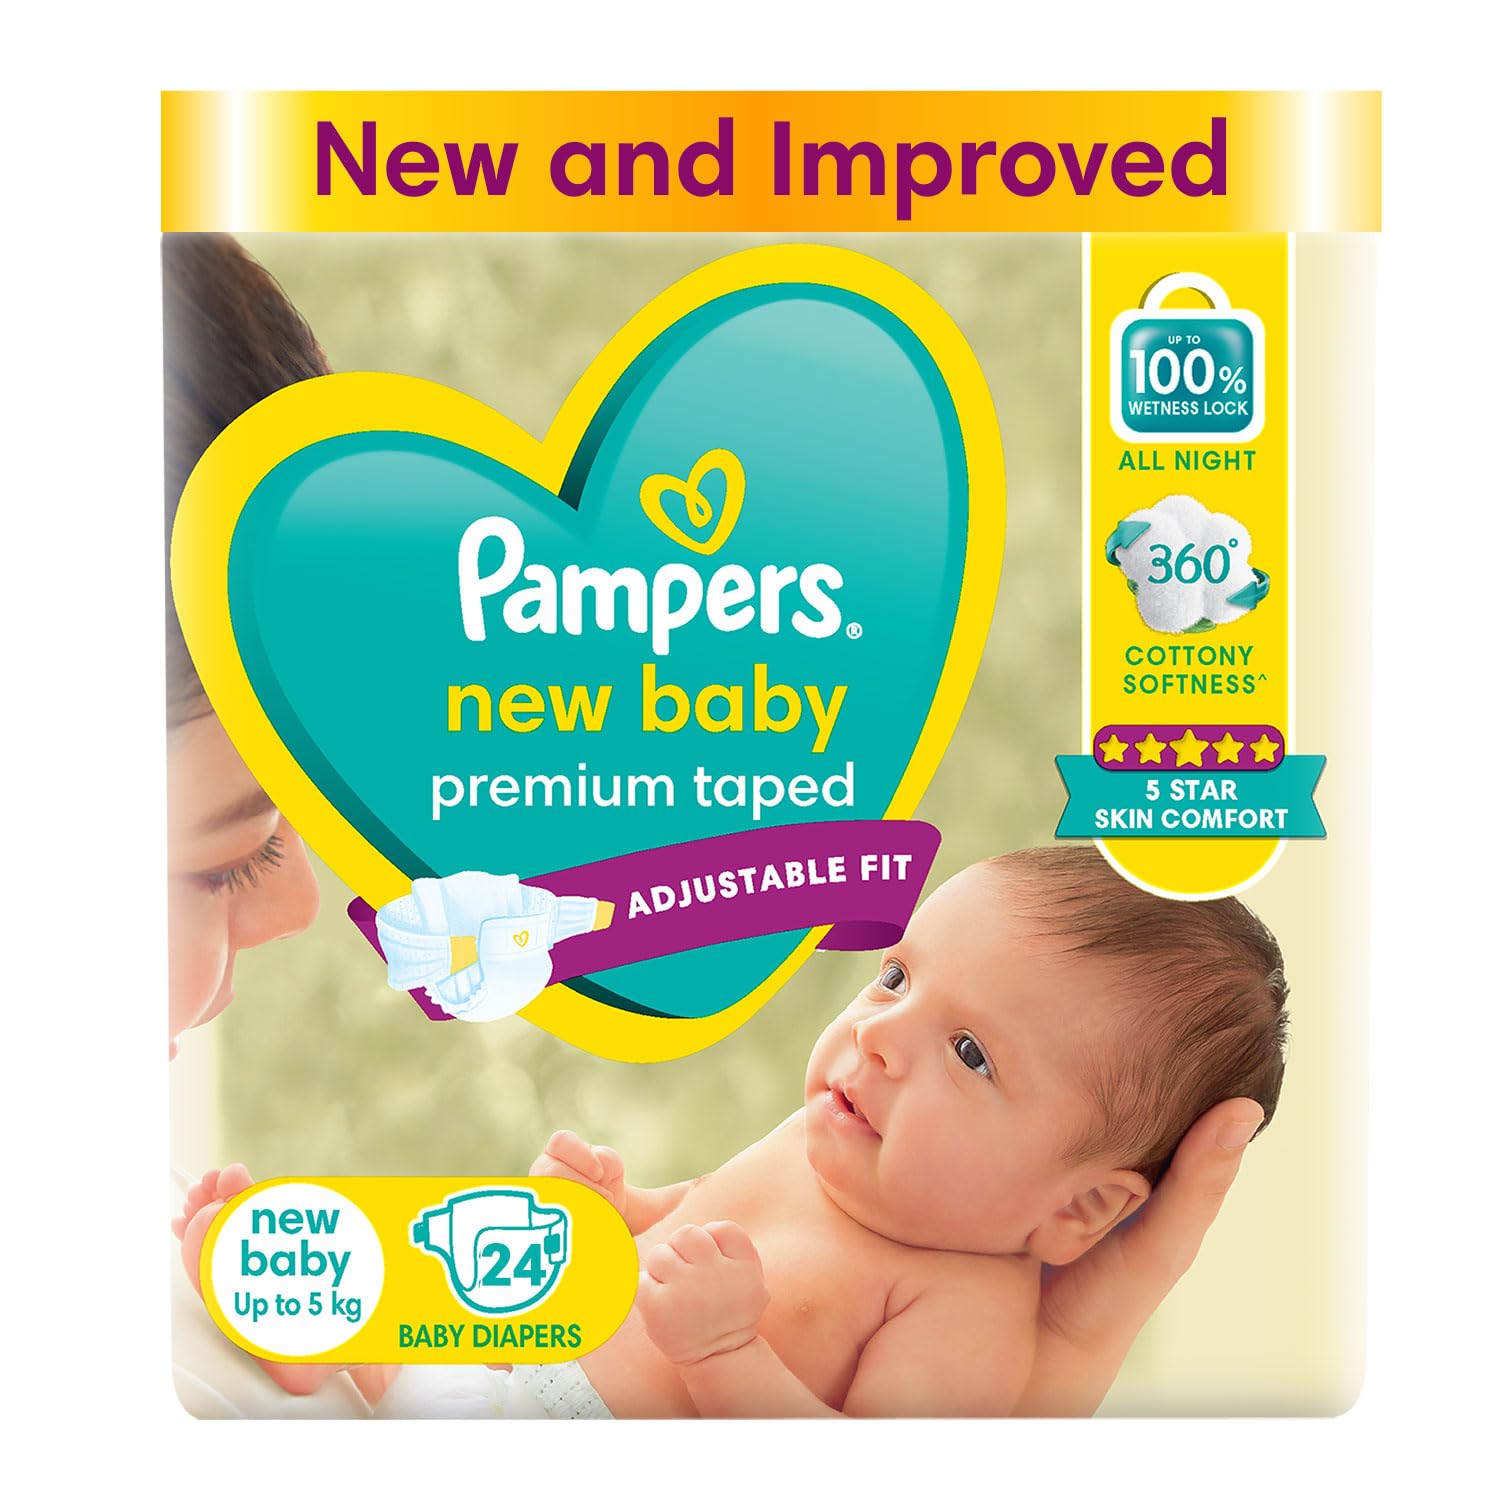 New and Improved
UP TO
100%
WETNESS LOCK
ALL NIGHT
360°
COTTONY
SOFTNESS^
5 STAR
SKIN COMFORT
Pampers®
new baby
premium taped
ADJUSTABLE FIT
new
baby
Up to 5 kg
24
BABY DIAPERS